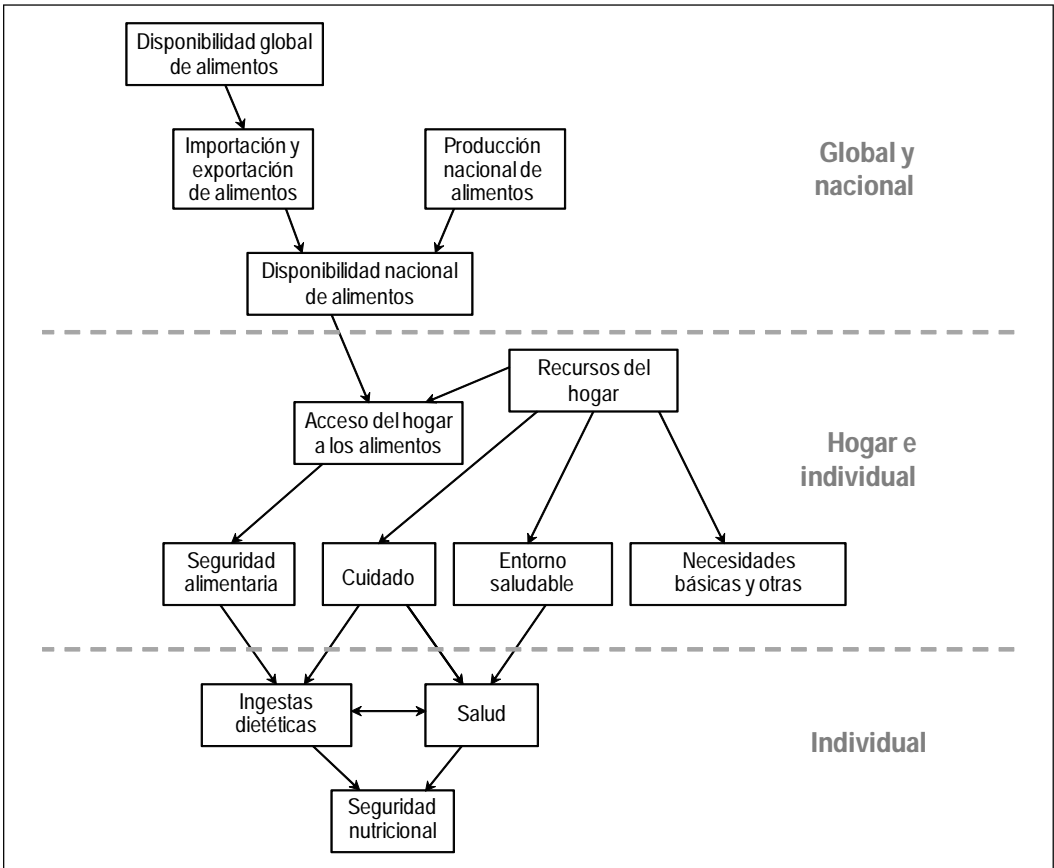 Disponibilidad global
de alimentos
Importación y
exportación
de alimentos
Producción
nacional de
alimentos
Global y
nacional
Disponibilidad nacional
de alimentos
Recursos del
hogar
Acceso del hogar
a los alimentos
Hogar e
individual
Seguridad
alimentaria
Cuidado
Entorno
saludable
Necesidades
básicas y otras
Ingestas
dietéticas
Salud
Individual
Seguridad
nutricional